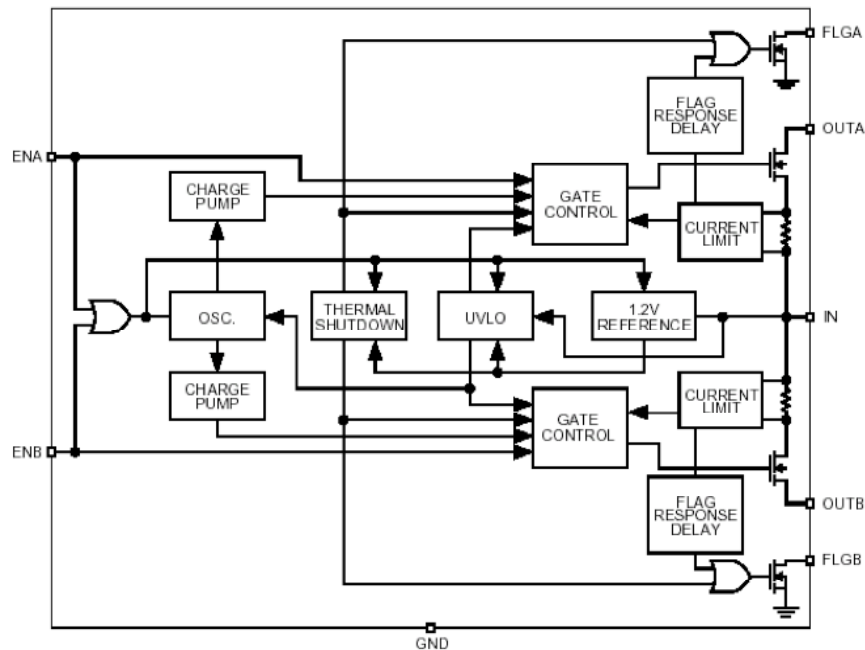 FLGA
FLAG
RESPONSE
DELAY
OUTA
ENA
CHARGE
PUMP
GATE
CONTROL
CURRENT
LIMIT
OSC.
THERMAL
SHUTDOWN
UVLO
1.2V
REFERENCE
IN
CHARGE
PUMP
GATE
CONTROL
CURRENT
LIMIT
ENB
FLAG
RESPONSE
DELAY
OUTB
FLGB
GND